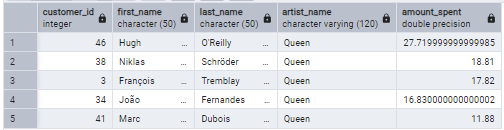 customer_id first_name last_name artist_name amount_spent
integer character (50) character (50) character varying (120) double precision
1 46 Hugh ... O'Reilly ... Queen 27.719999999999985
2 38 Niklas ... Schröder ... Queen 18.81
3 3 François ... Tremblay ... Queen 17.82
4 34 João ... Fernandes ... Queen 16.830000000000002
5 41 Marc ... Dubois ... Queen 11.88